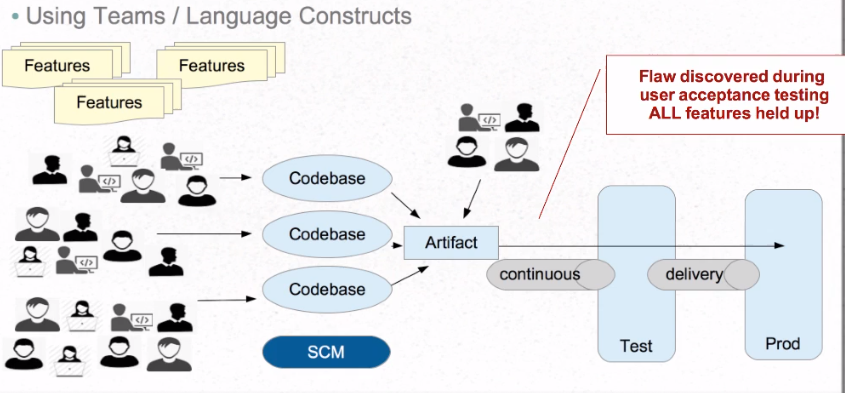 • Using Teams / Language Constructs
Features
Features
Features
Flaw discovered during
user acceptance testing
ALL features held up!
</>
</>
</>
</>
</>
Codebase
Codebase
Codebase
Artifact
continuous
delivery
SCM
Test
Prod